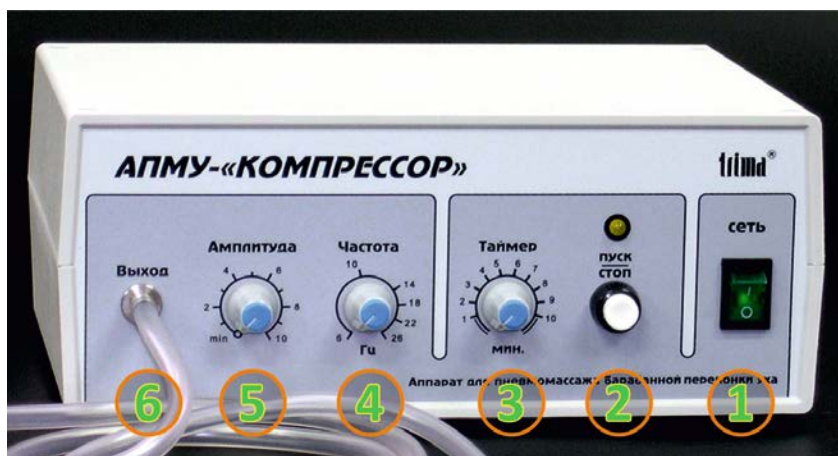 АПМУ-«КОМПРЕССОР»
trima®
Выход
Амплитуда
min 2 4 6 8 10
Частота
6 10 14 18 22 26
Гц
Таймер
1 2 3 4 5 6 7 8 9 10
мин.
ПУСК
СТОП
сеть
Аппарат для пневмомассажа барабанной перепонки уха
6 5 4 3 2 1